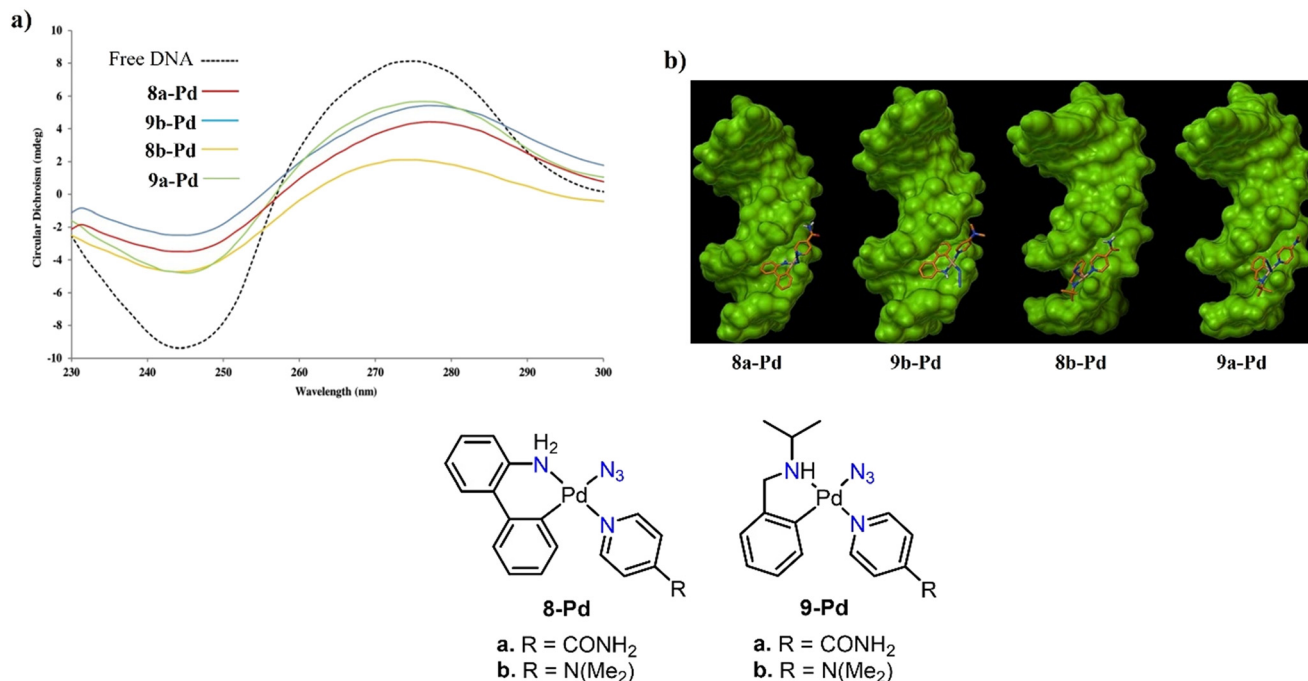 a)
Free DNA
8a-Pd
9b-Pd
8b-Pd
9a-Pd
Circular Dichroism (mdeg)
10
8
6
4
2
0
-2
-4
-6
-8
-10
230 240 250 260 270 280 290 300
Wavelength (nm)
b)
8a-Pd 9b-Pd 8b-Pd 9a-Pd
H2
N
N3
Pd
N
R
8-Pd
a. R = CONH2
b. R = N(Me2)
NH
N3
Pd
N
R
9-Pd
a. R = CONH2
b. R = N(Me2)